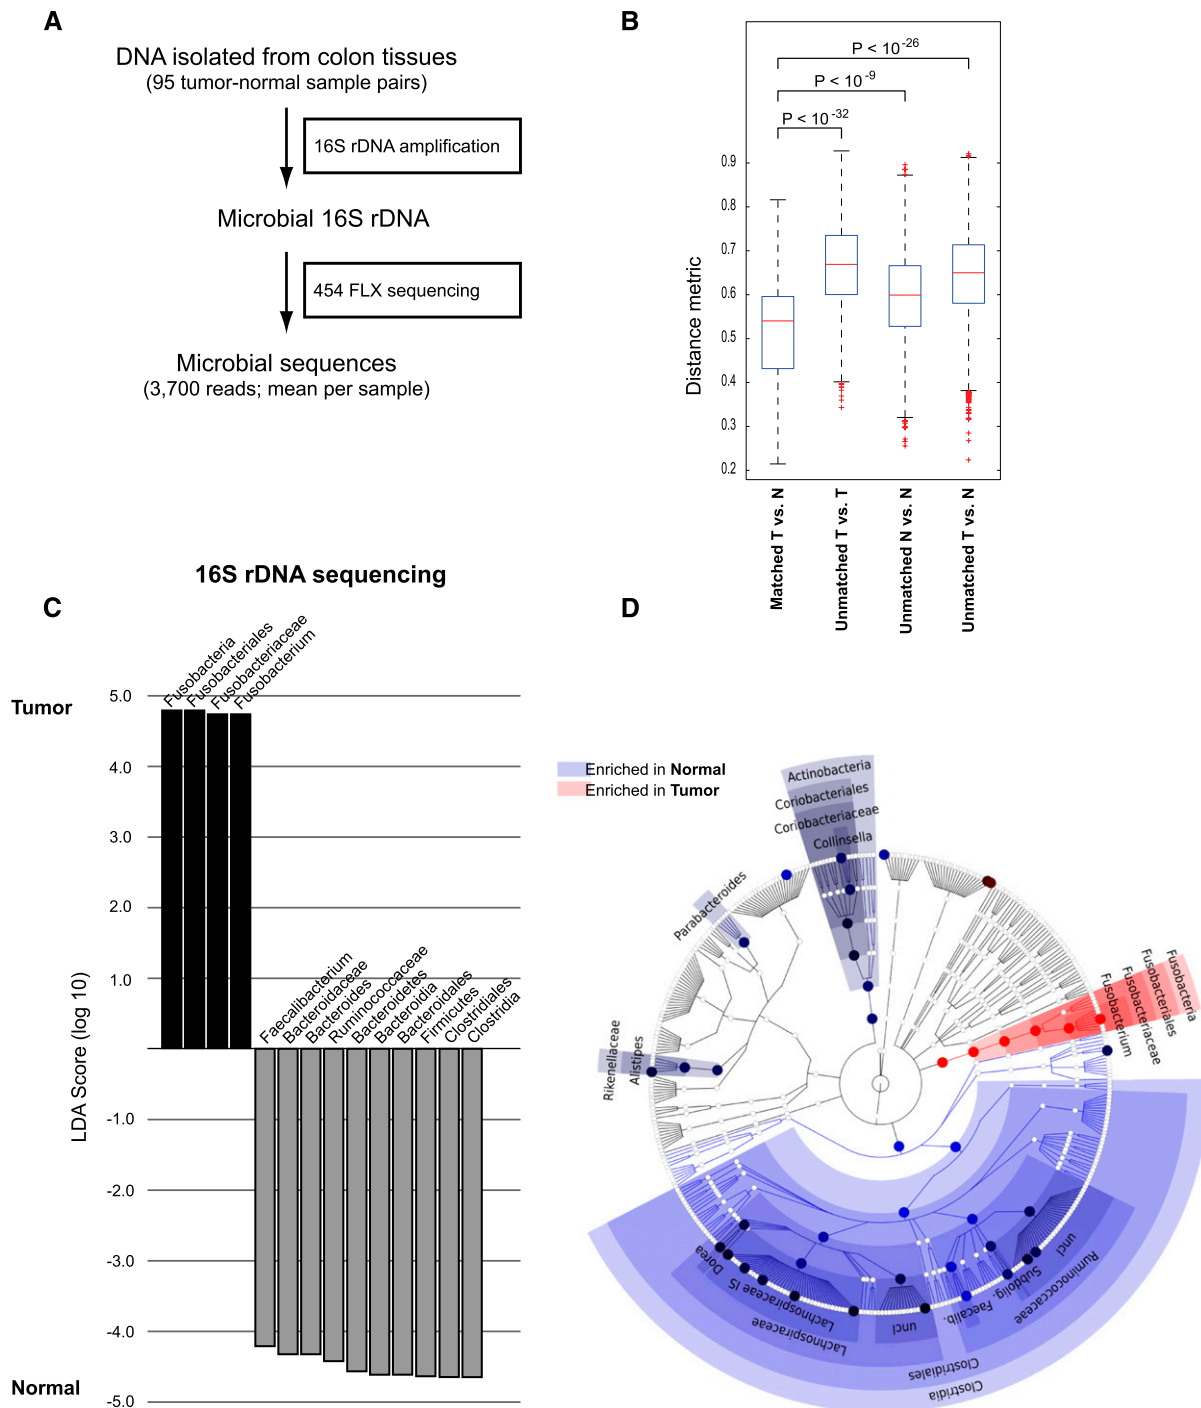 A
DNA isolated from colon tissues
(95 tumor-normal sample pairs)
16S rDNA amplification
Microbial 16S rDNA
454 FLX sequencing
Microbial sequences
(3,700 reads; mean per sample)
B
P < 10 -26
P < 10 -9
P < 10 -32
Distance metric
0.9
0.8
0.7
0.6
0.5
0.4
0.3
0.2
Matched T vs. N
Unmatched T vs. T
Unmatched N vs. N
Unmatched T vs. N
16S rDNA sequencing
C
Tumor
Normal
LDA Score (log 10)
5.0
4.0
3.0
2.0
1.0
-1.0
-2.0
-3.0
-4.0
-5.0
Fusobacteria
Fusobacteriales
Fusobacteriaceae
Fusobacterium
Faecalibacterium
Bacteroidaceae
Bacteroides
Ruminococcaceae
Bacteroidetes
Bacteroidia
Bacteroidales
Firmicutes
Clostridiales
Clostridia
D
Enriched in Normal
Enriched in Tumor
Actinobacteria
Coriobacteriales
Coriobacteriaceae
Collinsella
Parabacteroides
Rikenellaceae
Alistipes
Fusobacterium
Fusobacteriaceae
Fusobacteriales
Fusobacteria
Dorea
Lachnospiraceae IS
Lachnospiraceae
uncl
Faecalib.
Subdolig.
uncl
Ruminococcaceae
Clostridiales
Clostridia